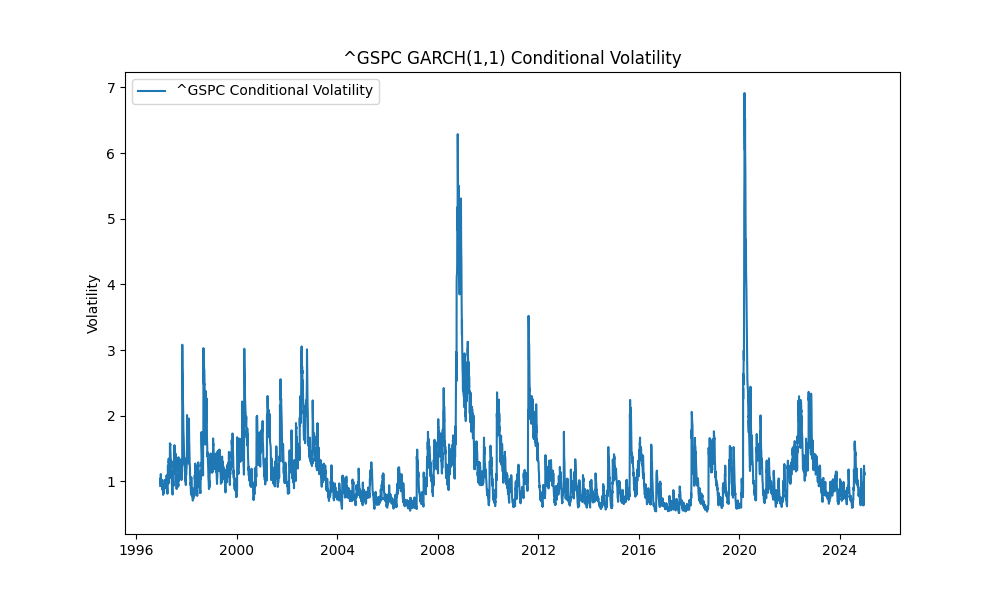 ^GSPC GARCH(1,1) Conditional Volatility
^GSPC Conditional Volatility
Volatility
7
6
5
4
3
2
1
1996 2000 2004 2008 2012 2016 2020 2024